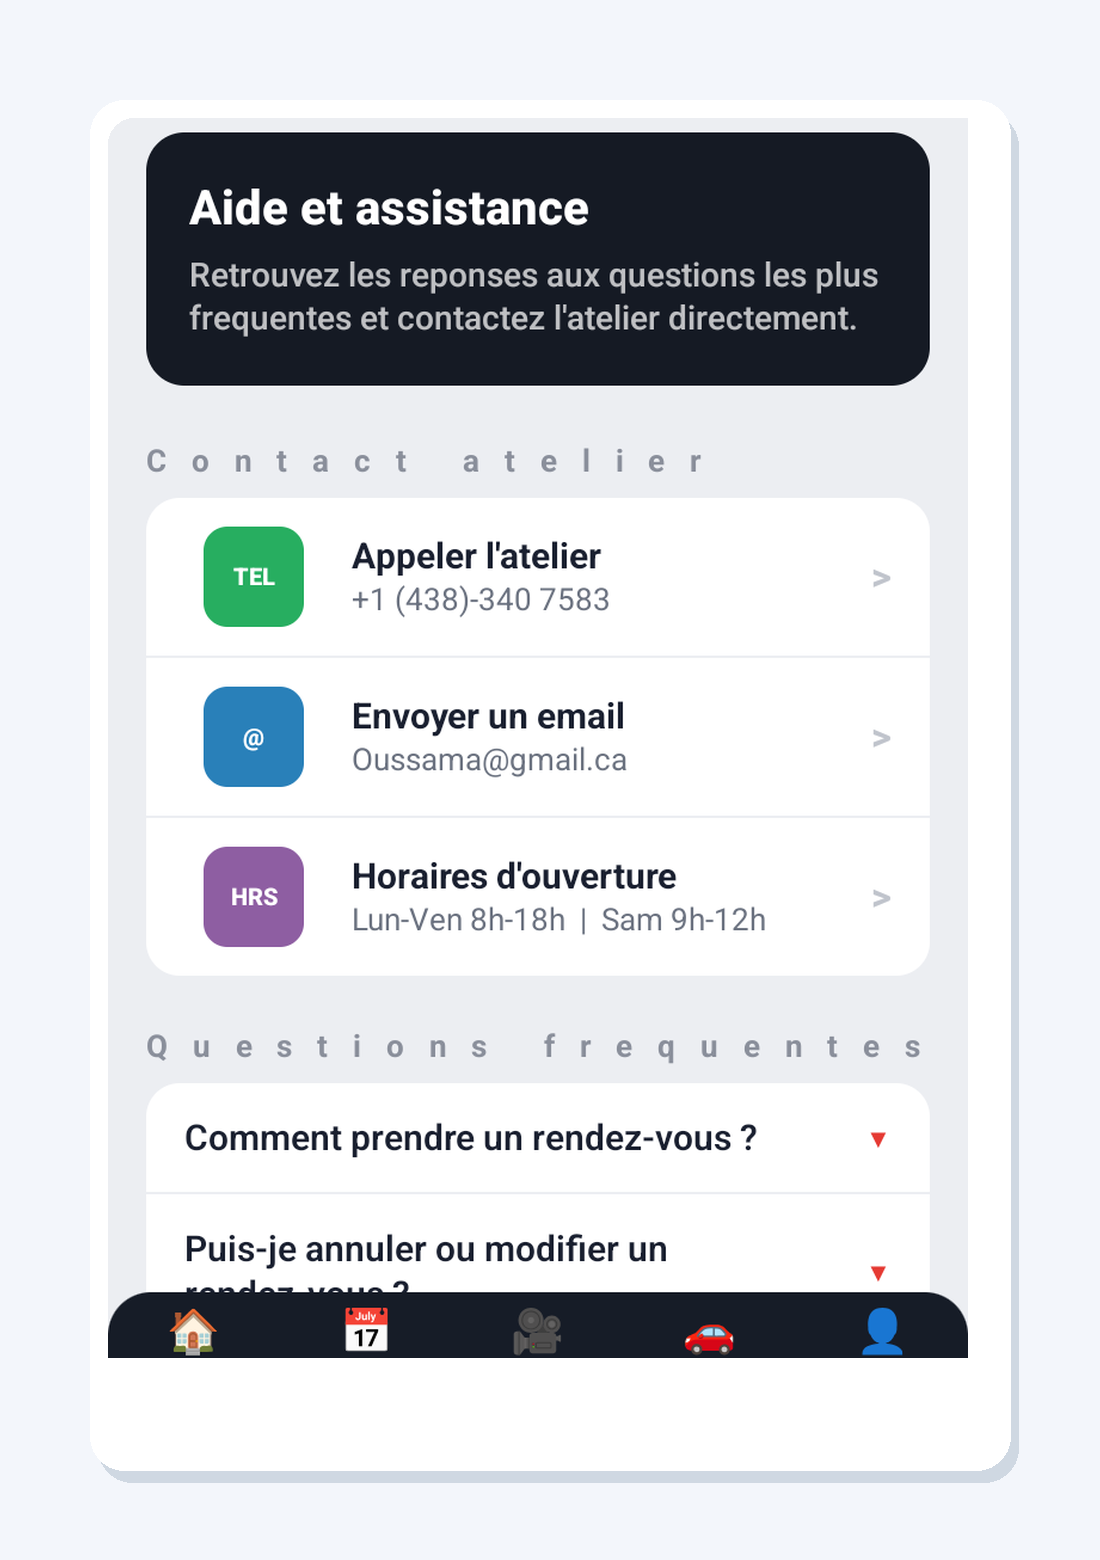 Aide et assistance
Retrouvez les reponses aux questions les plus
frequentes et contactez l'atelier directement.
Contact atelier
TEL
Appeler l'atelier
+1 (438)-340 7583
>
@
Envoyer un email
Oussama@gmail.ca
>
HRS
Horaires d'ouverture
Lun-Ven 8h-18h | Sam 9h-12h
>
Questions frequentes
Comment prendre un rendez-vous ?
Puis-je annuler ou modifier un
rendez-vous ?
July
17